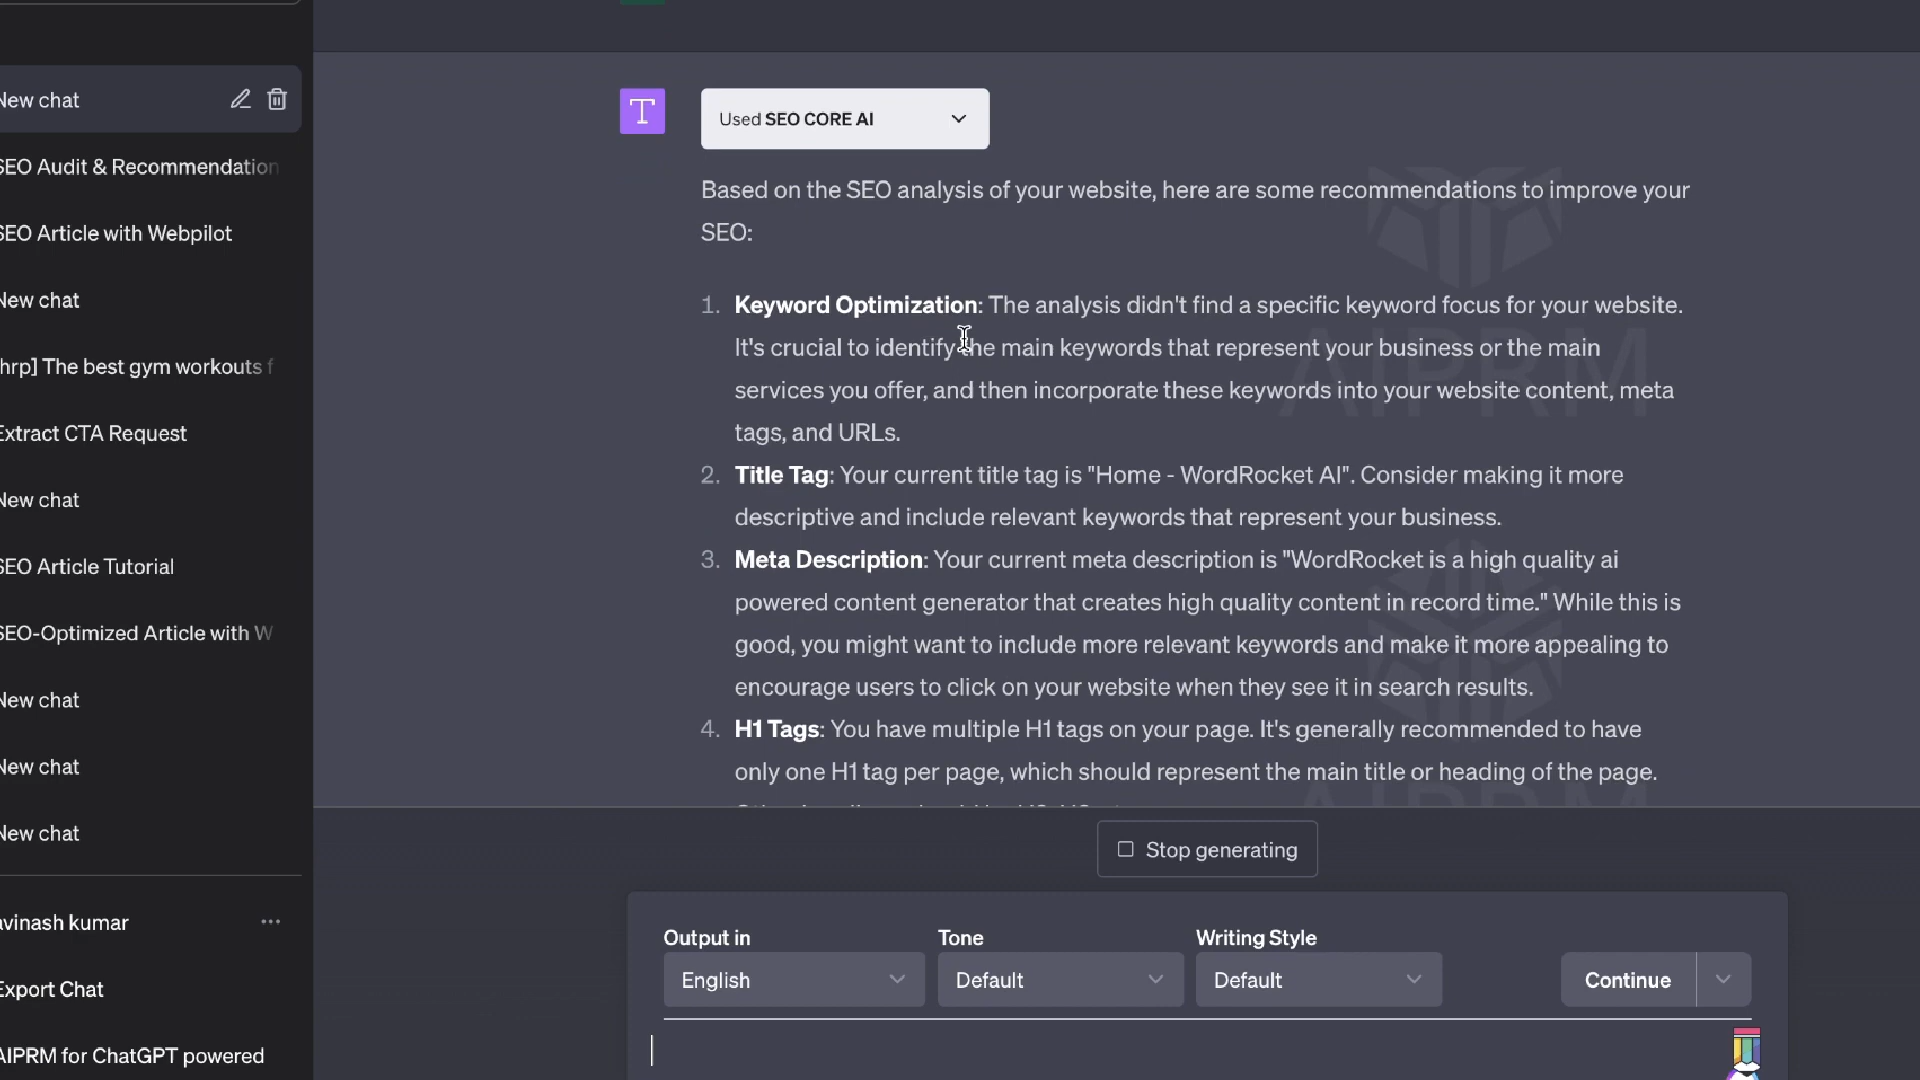 New chat
SEO Audit & Recommendation
SEO Article with Webpilot
New chat
hrp] The best gym workouts f
Extract CTA Request
New chat
SEO Article Tutorial
SEO-Optimized Article with W
New chat
New chat
New chat
avinash kumar
Export Chat
AIPRM for ChatGPT powered
T
Used SEO CORE AI
Based on the SEO analysis of your website, here are some recommendations to improve your
SEO:
1. Keyword Optimization: The analysis didn't find a specific keyword focus for your website.
It's crucial to identify the main keywords that represent your business or the main
services you offer, and then incorporate these keywords into your website content, meta
tags, and URLs.
2. Title Tag: Your current title tag is "Home - WordRocket AI". Consider making it more
descriptive and include relevant keywords that represent your business.
3. Meta Description: Your current meta description is "WordRocket is a high quality ai
powered content generator that creates high quality content in record time." While this is
good, you might want to include more relevant keywords and make it more appealing to
encourage users to click on your website when they see it in search results.
4. H1 Tags: You have multiple H1 tags on your page. It's generally recommended to have
only one H1 tag per page, which should represent the main title or heading of the page.
AIPRM
AIPRM
Stop generating
Output in
Tone
Writing Style
English
Default
Default
Continue